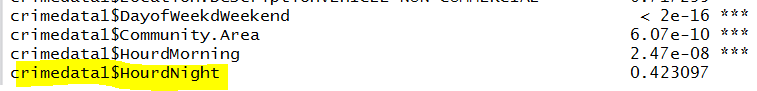 crimedata1$DayofWeekdWeekend < 2e-16 ***
crimedata1$Community.Area 6.07e-10 ***
crimedata1$HourdMorning 2.47e-08 ***
crimedata1$HourdNight 0.423097